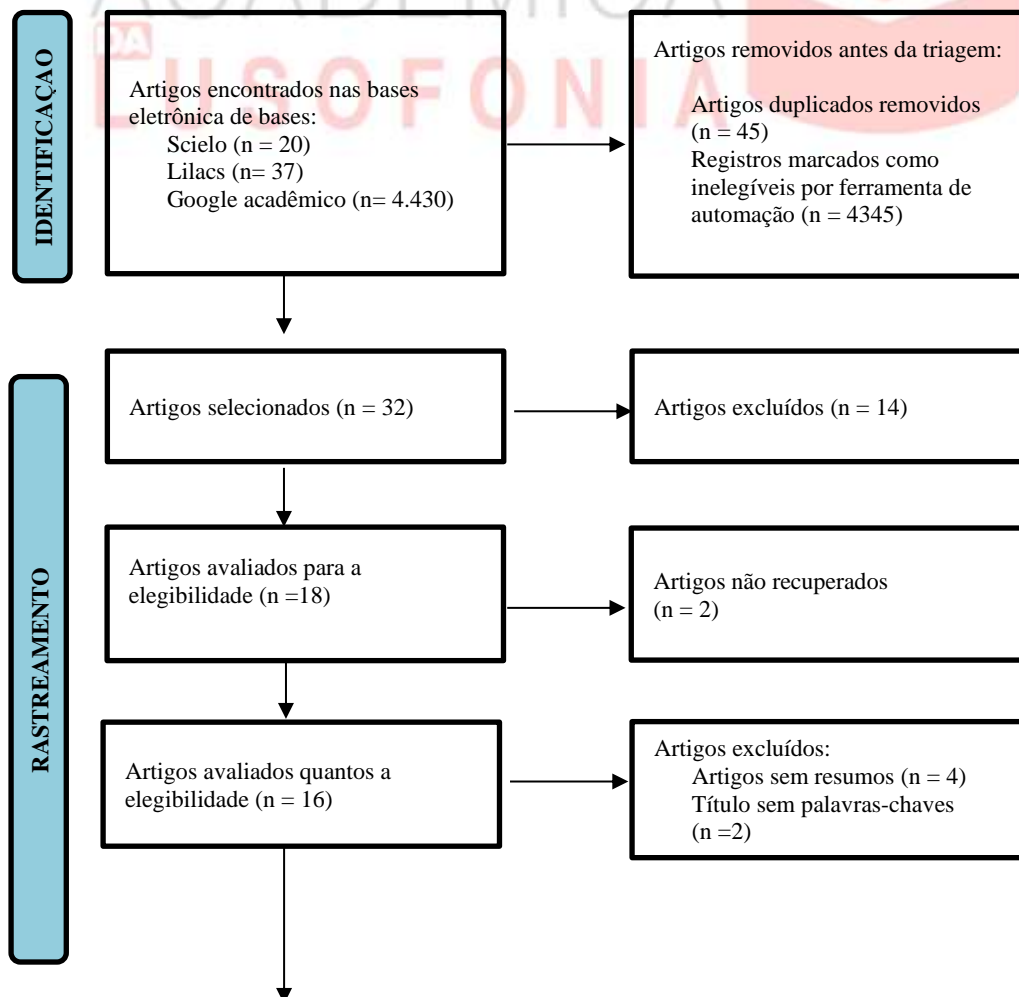 ACADÊMICA
DA
LUSOFONIA
IDENTIFICAÇAO
Artigos encontrados nas bases
eletrônica de bases:
Scielo (n = 20)
Lilacs (n= 37)
Google acadêmico (n= 4.430)
Artigos removidos antes da triagem:
Artigos duplicados removidos
(n = 45)
Registros marcados como
inelegíveis por ferramenta de
automação (n = 4345)
RASTREAMENTO
Artigos selecionados (n = 32)
Artigos excluídos (n = 14)
Artigos avaliados para a
elegibilidade (n =18)
Artigos não recuperados
(n = 2)
Artigos avaliados quantos a
elegibilidade (n = 16)
Artigos excluídos:
Artigos sem resumos (n = 4)
Título sem palavras-chaves
(n =2)